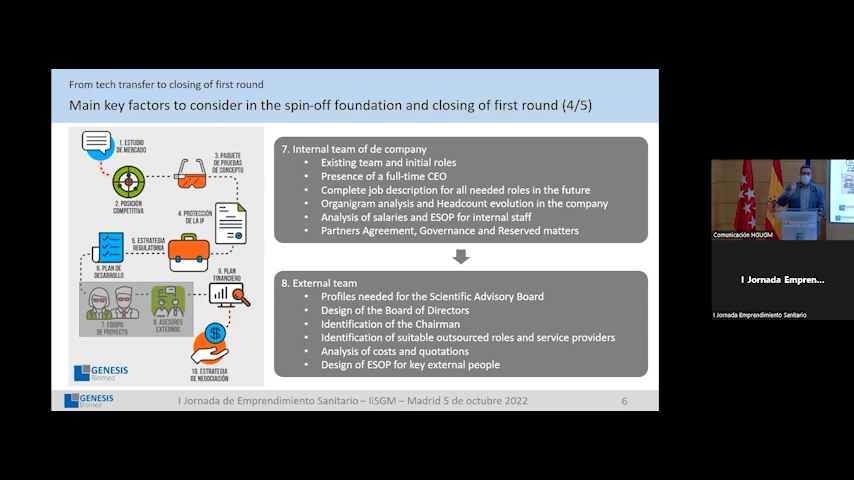 From tech transfer to closing of first round
Main key factors to consider in the spin-off foundation and closing of first round (4/5)
1. ESTUDIO
DE MERCADO
2. POSICIÓN
COMPETITIVA
3. PAQUETE
DE PRUEBAS
DE CONCEPTO
4. PROTECCIÓN
DE LA IP
5. ESTRATEGIA
REGULATORIA
6. PLAN DE
DESARROLLO
7. EQUIPO
DE PROYECTO
8. ASESORES
EXTERNOS
9. PLAN
FINANCIERO
10. ESTRATEGIA
DE NEGOCIACIÓN
GENESIS
Biomed
7. Internal team of de company
• Existing team and initial roles
• Presence of a full-time CEO
• Complete job description for all needed roles in the future
• Organigram analysis and Headcount evolution in the company
• Analysis of salaries and ESOP for internal staff
• Partners Agreement, Governance and Reserved matters
8. External team
• Profiles needed for the Scientific Advisory Board
• Design of the Board of Directors
• Identification of the Chairman
• Identification of suitable outsourced roles and service providers
• Analysis of costs and quotations
• Design of ESOP for key external people
GENESIS
Biomed
I Jornada de Emprendimiento Sanitario – IiSGM – Madrid 5 de octubre 2022
6
Comunicación HGUGM
I Jornada Empren...
I Jornada Emprendimiento Sanitario